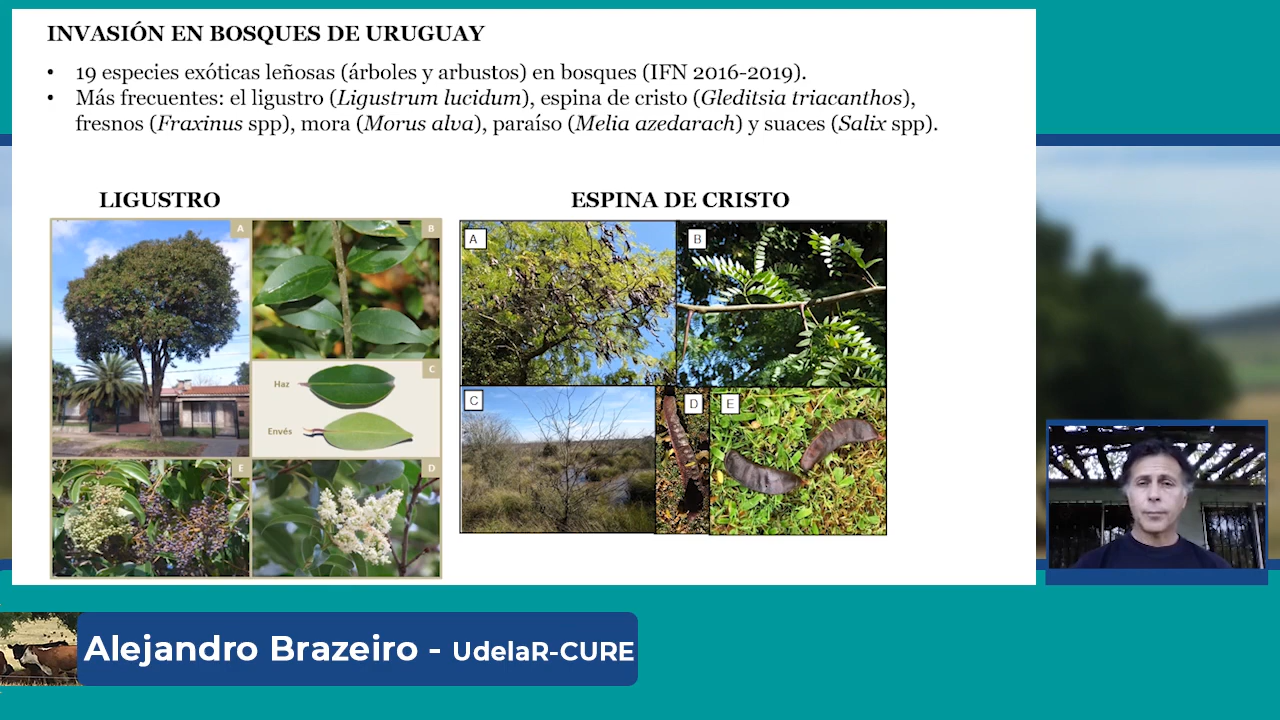 INVASIÓN EN BOSQUES DE URUGUAY
• 19 especies exóticas leñosas (árboles y arbustos) en bosques (IFN 2016-2019).
• Más frecuentes: el ligustro (Ligustrum lucidum), espina de cristo (Gleditsia triacanthos),
fresnos (Fraxinus spp), mora (Morus alva), paraíso (Melia azedarach) y suaces (Salix spp).
LIGUSTRO
A
B
Haz
C
Envés
E
D
ESPINA DE CRISTO
A
B
C
D
E
Alejandro Brazeiro - UdelaR-CURE